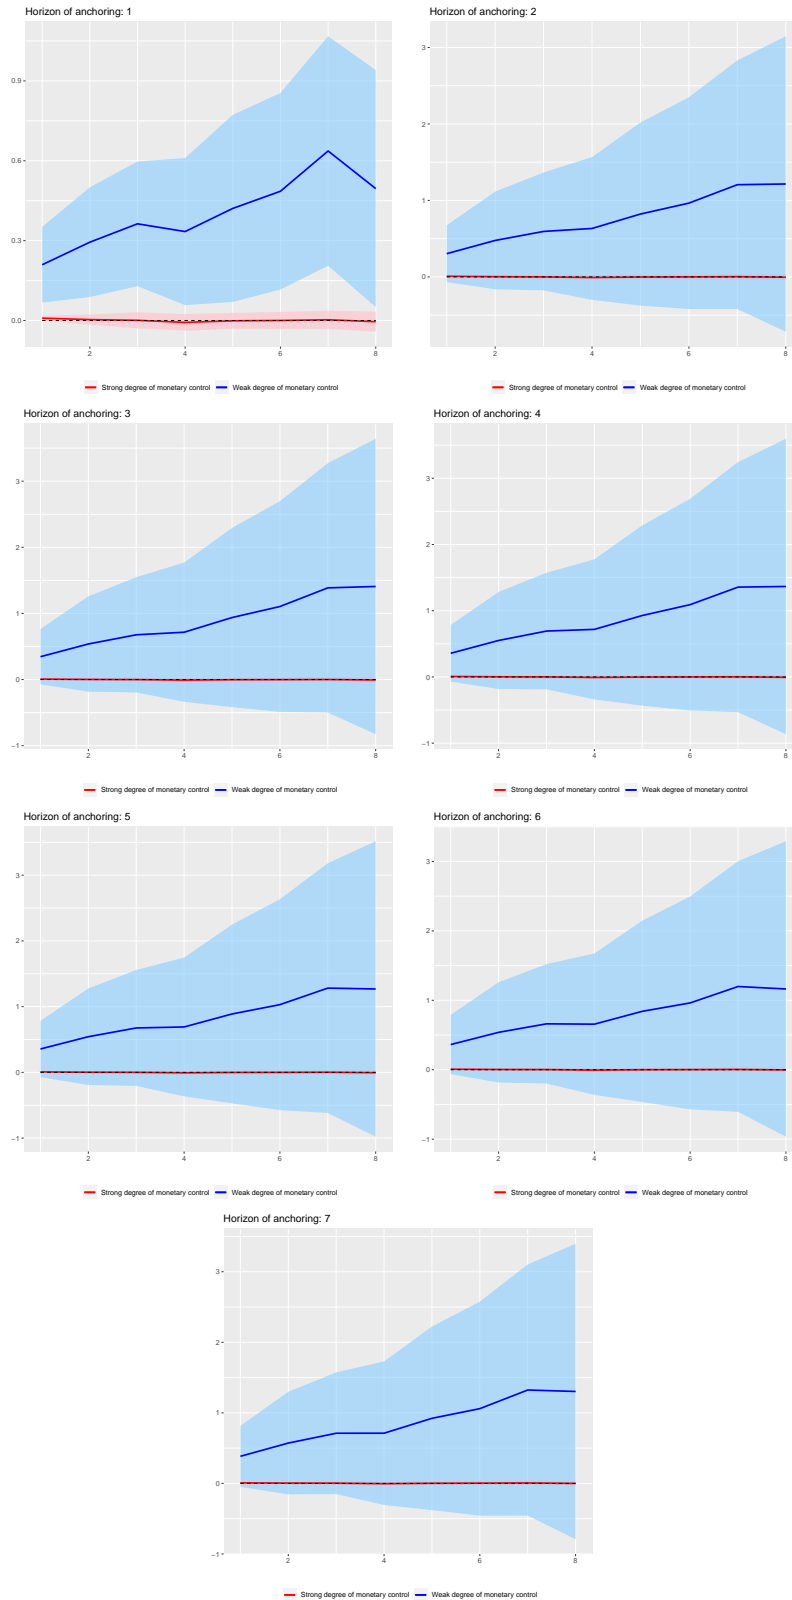 Horizon of anchoring: 1
0.9
0.6
0.3
0.0
2 4 6 8
Strong degree of monetary control Weak degree of monetary control
Horizon of anchoring: 2
3
2
1
0
2 4 6 8
Strong degree of monetary control Weak degree of monetary control
Horizon of anchoring: 3
3
2
1
0
−1
2 4 6 8
Strong degree of monetary control Weak degree of monetary control
Horizon of anchoring: 4
3
2
1
0
−1
2 4 6 8
Strong degree of monetary control Weak degree of monetary control
Horizon of anchoring: 5
3
2
1
0
−1
2 4 6 8
Strong degree of monetary control Weak degree of monetary control
Horizon of anchoring: 6
3
2
1
0
−1
2 4 6 8
Strong degree of monetary control Weak degree of monetary control
Horizon of anchoring: 7
3
2
1
0
−1
2 4 6 8
Strong degree of monetary control Weak degree of monetary control